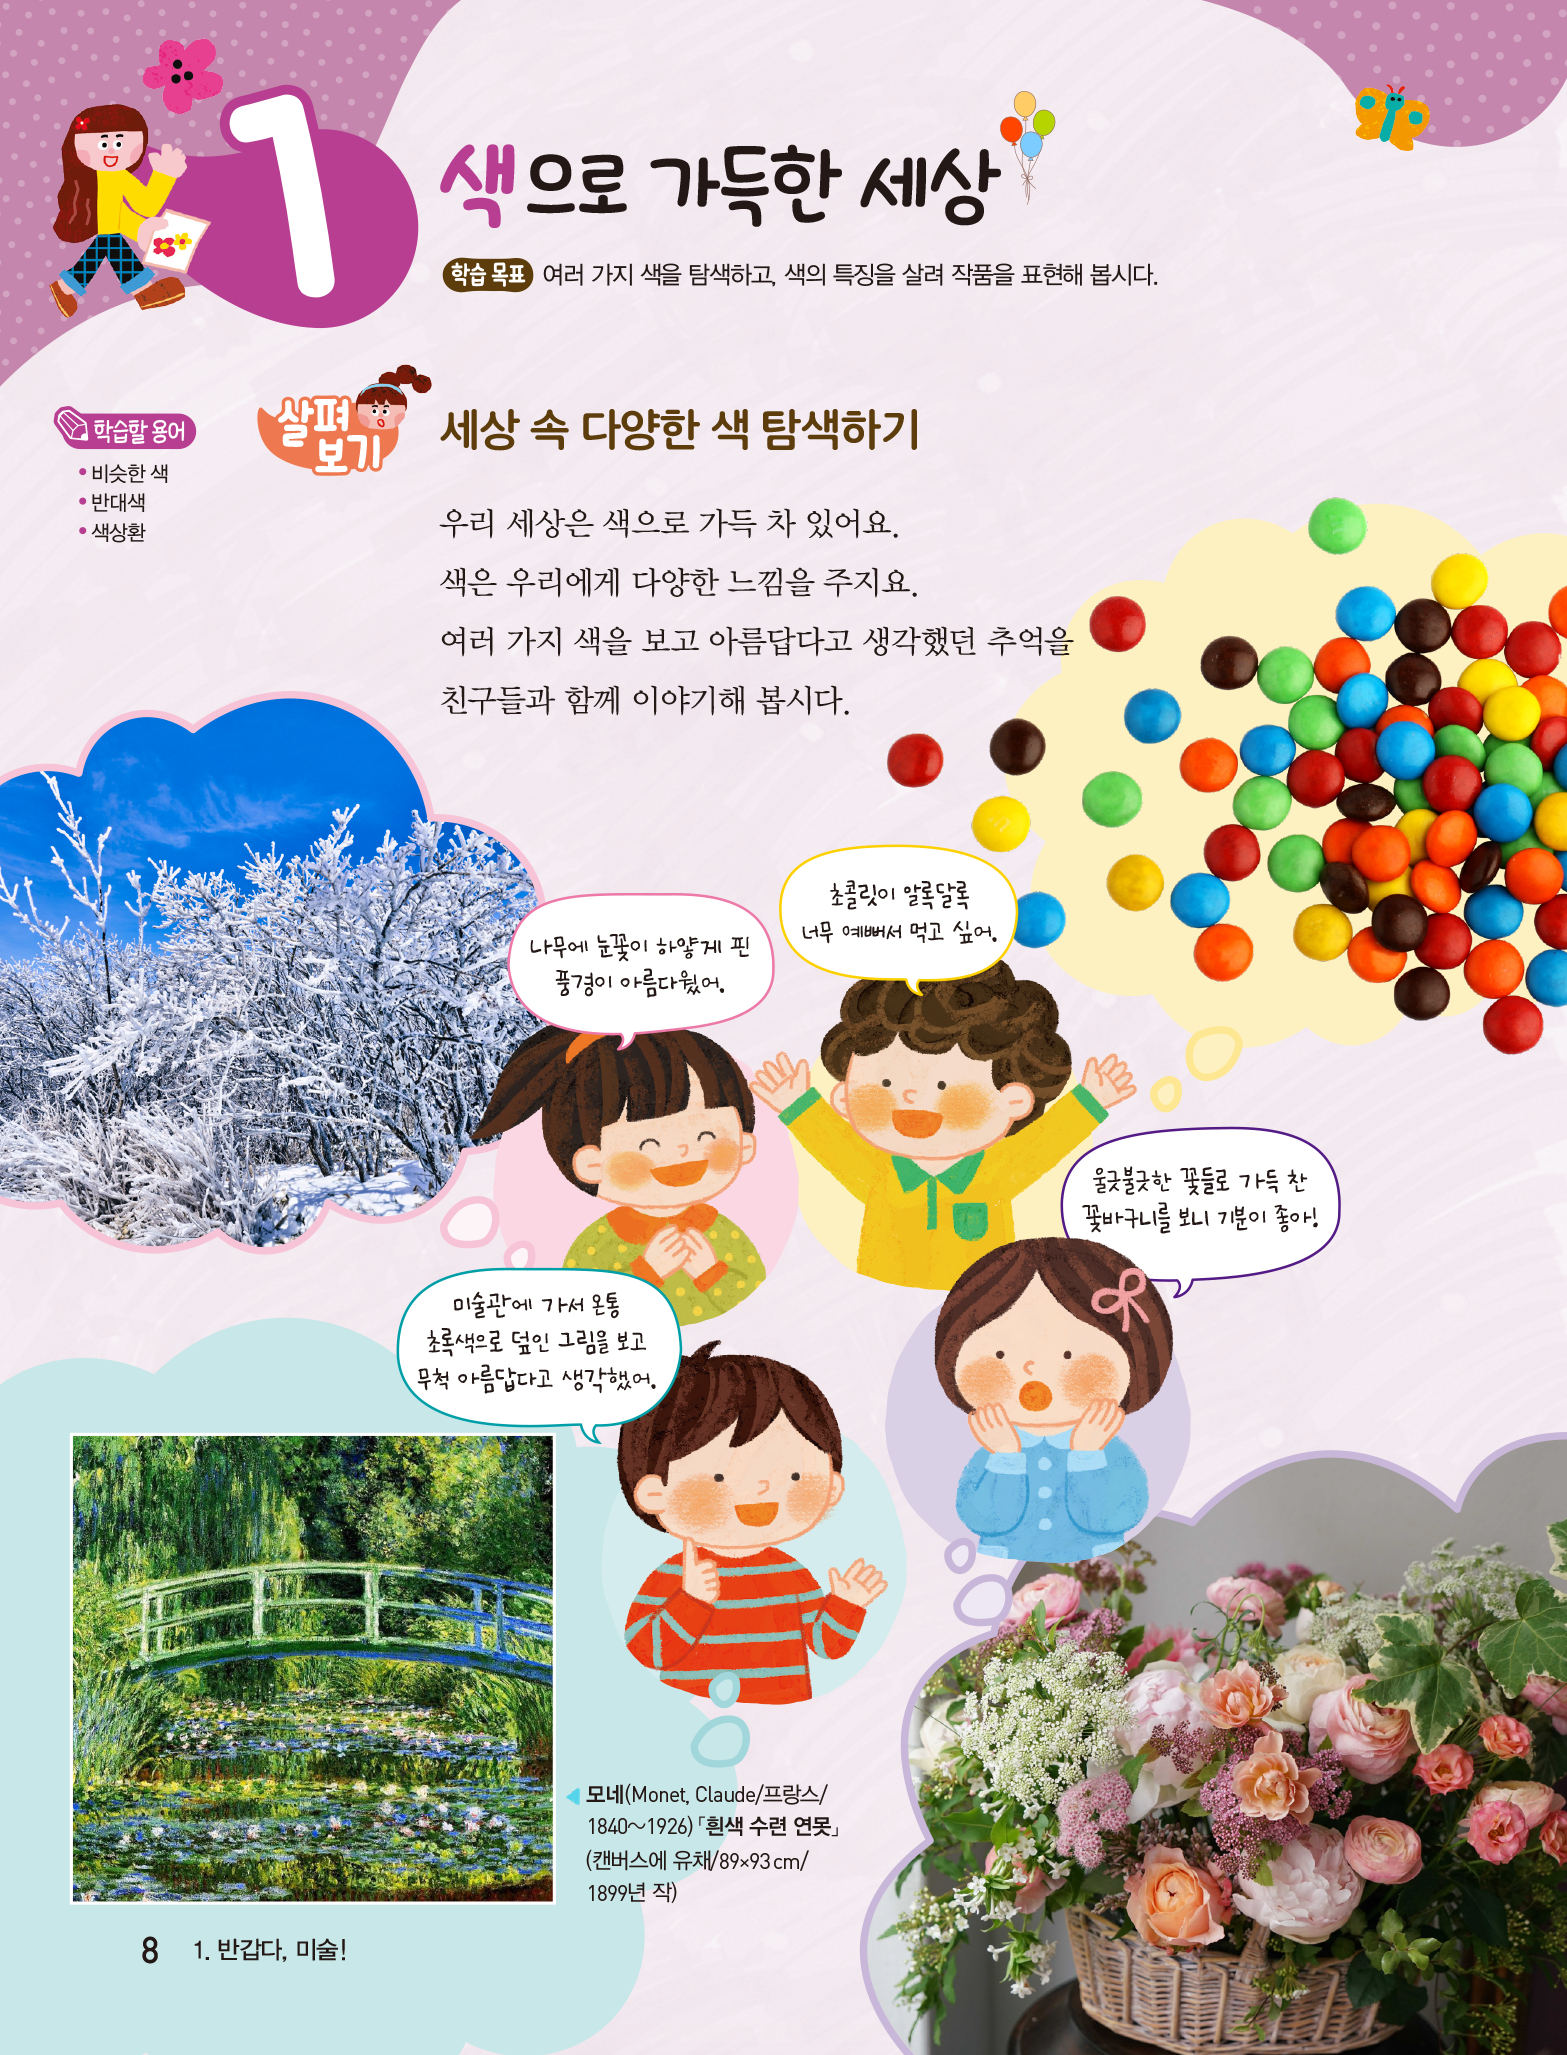 1
색으로 가득한 세상
학습 목표 여러 가지 색을 탐색하고, 색의 특징을 살려 작품을 표현해 봅시다.
학습할 용어
• 비슷한 색
• 반대색
• 색상환
살펴
보기
세상 속 다양한 색 탐색하기
우리 세상은 색으로 가득 차 있어요.
색은 우리에게 다양한 느낌을 주지요.
여러 가지 색을 보고 아름답다고 생각했던 추억을
친구들과 함께 이야기해 봅시다.
나무에 눈꽃이 하얗게 핀
풍경이 아름다웠어.
초콜릿이 알록달록
너무 예뻐서 먹고 싶어.
울긋불긋한 꽃들로 가득 찬
꽃바구니를 보니 기분이 좋아!
미술관에 가서 온통
초록색으로 덮인 그림을 보고
무척 아름답다고 생각했어.
모네(Monet, Claude/프랑스/
1840~1926) 「흰색 수련 연못」
(캔버스에 유채/89×93cm/
1899년 작)
8 1. 반갑다, 미술!